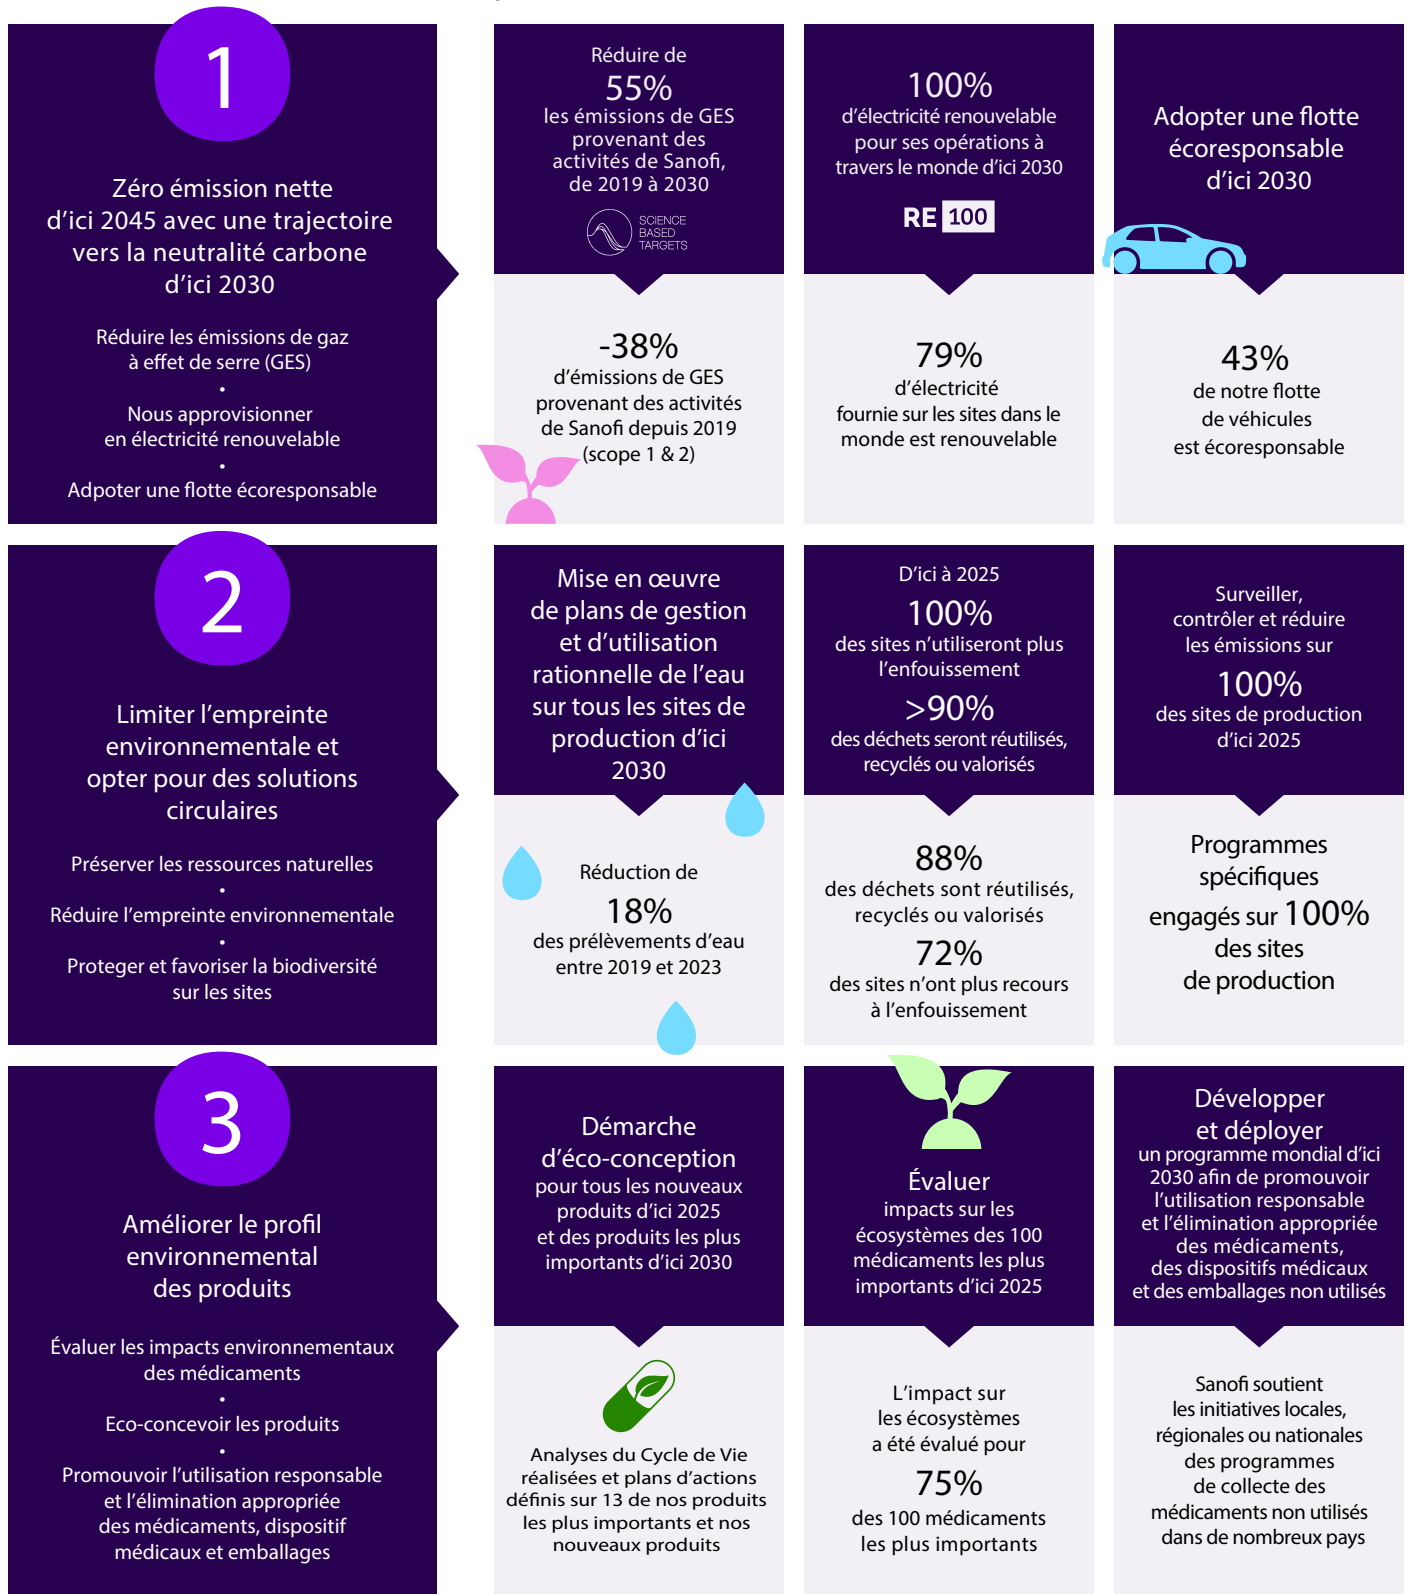 1
Zéro émission nette
d'ici 2045 avec une trajectoire
vers la neutralité carbone
d'ici 2030
Réduire les émissions de gaz
à effet de serre (GES)
•
Nous approvisionner
en électricité renouvelable
•
Adpoter une flotte écoresponsable
Réduire de
55%
les émissions de GES
provenant des
activités de Sanofi,
de 2019 à 2030
SCIENCE
BASED
TARGETS
-38%
d'émissions de GES
provenant des activités
de Sanofi depuis 2019
(scope 1 & 2)
100%
d'électricité renouvelable
pour ses opérations à
travers le monde d'ici 2030
RE 100
79%
d'électricité
fournie sur les sites dans le
monde est renouvelable
Adopter une flotte
écoresponsable
d'ici 2030
43%
de notre flotte
de véhicules
est écoresponsable
2
Limiter l'empreinte
environnementale et
opter pour des solutions
circulaires
Préserver les ressources naturelles
•
Réduire l'empreinte environnementale
•
Proteger et favoriser la biodiversité
sur les sites
Mise en œuvre
de plans de gestion
et d'utilisation
rationnelle de l'eau
sur tous les sites de
production d'ici
2030
Réduction de
18%
des prélèvements d'eau
entre 2019 et 2023
D'ici à 2025
100%
des sites n'utiliseront plus
l'enfouissement
>90%
des déchets seront réutilisés,
recyclés ou valorisés
88%
des déchets sont réutilisés,
recyclés ou valorisés
72%
des sites n'ont plus recours
à l'enfouissement
Surveiller,
contrôler et réduire
les émissions sur
100%
des sites de production
d'ici 2025
Programmes
spécifiques
engagés sur 100%
des sites
de production
3
Améliorer le profil
environnemental
des produits
Évaluer les impacts environnementaux
des médicaments
•
Eco-concevoir les produits
•
Promouvoir l'utilisation responsable
et l'élimination appropriée
des médicaments, dispositif
médicaux et emballages
Démarche
d'éco-conception
pour tous les nouveaux
produits d'ici 2025
et des produits les plus
importants d'ici 2030
Analyses du Cycle de Vie
réalisées et plans d'actions
définis sur 13 de nos produits
les plus importants et nos
nouveaux produits
Évaluer
impacts sur les
écosystèmes des 100
médicaments les plus
importants d'ici 2025
L'impact sur
les écosystèmes
a été évalué pour
75%
des 100 médicaments
les plus importants
Développer
et déployer
un programme mondial d'ici
2030 afin de promouvoir
l'utilisation responsable
et l'élimination appropriée
des médicaments,
des dispositifs médicaux
et des emballages non utilisés
Sanofi soutient
les initiatives locales,
régionales ou nationales
des programmes
de collecte des
médicaments non utilisés
dans de nombreux pays